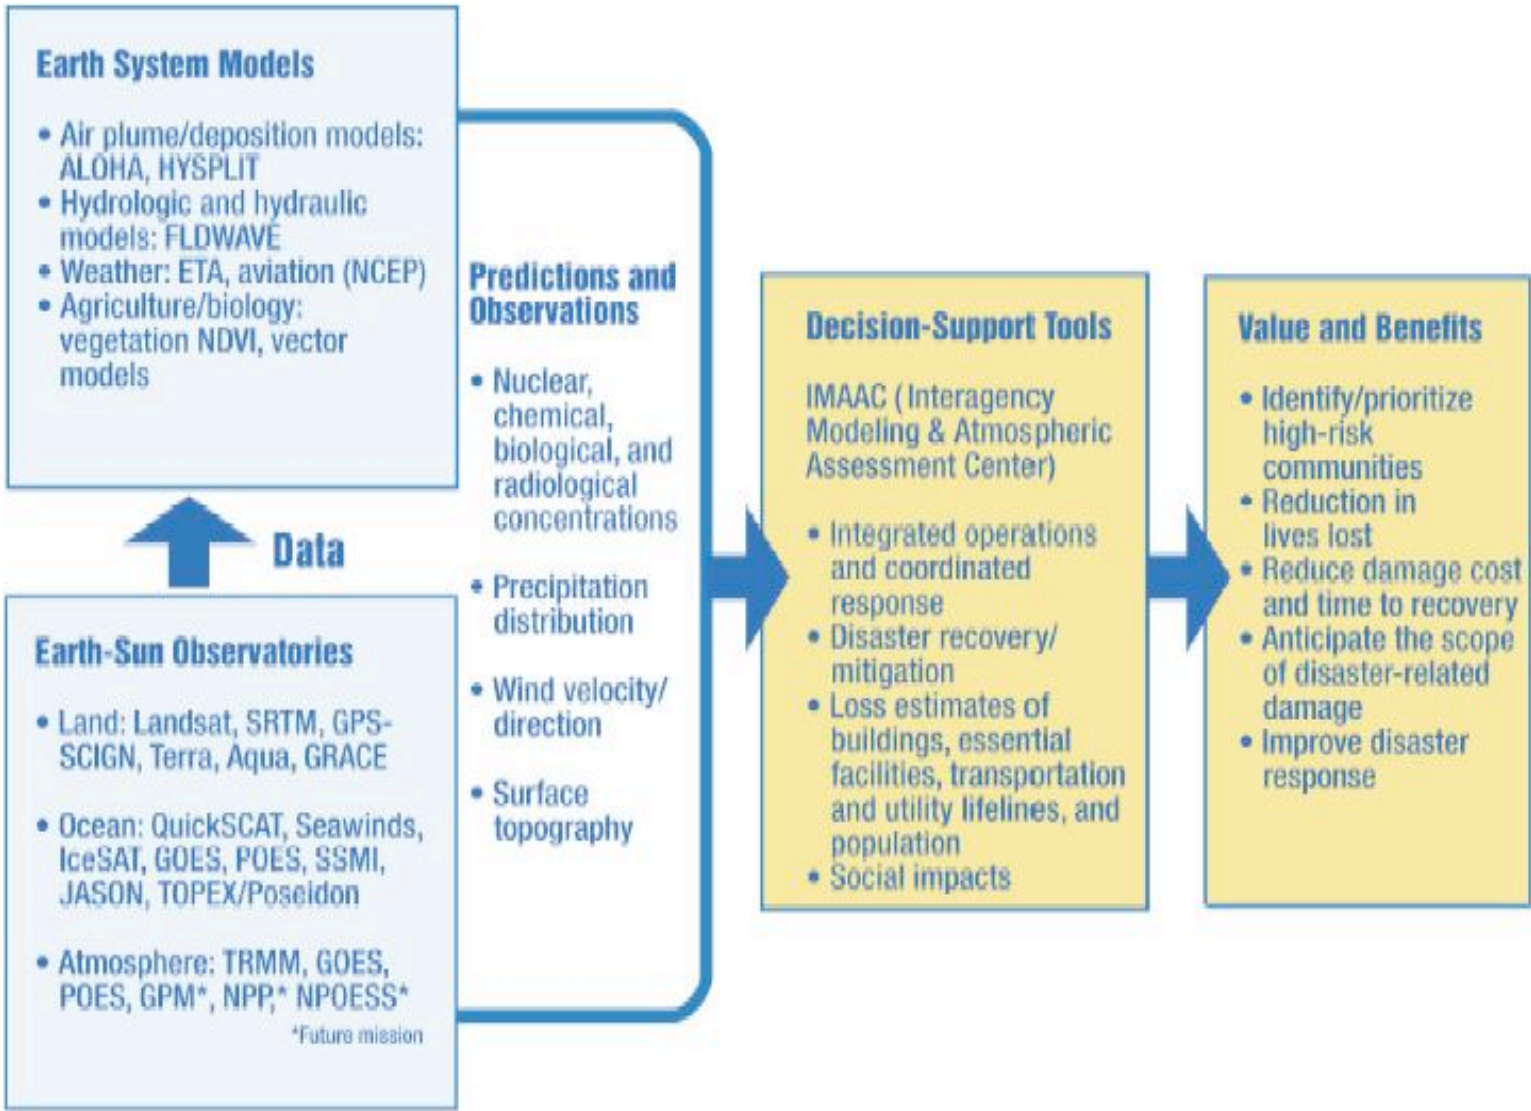 Earth System Models
• Air plume/deposition models:
ALOHA, HYSPLIT
• Hydrologic and hydraulic
models: FLDWAVE
• Weather: ETA, aviation (NCEP)
• Agriculture/biology:
vegetation NDVI, vector
models
Data
Earth-Sun Observatories
• Land: Landsat, SRTM, GPS-
SCIGN, Terra, Aqua, GRACE
• Ocean: QuickSCAT, Seawinds,
IceSAT, GOES, POES, SSMI,
JASON, TOPEX/Poseidon
• Atmosphere: TRMM, GOES,
POES, GPM*, NPP,* NPOESS*
*Future mission
Predictions and
Observations
• Nuclear,
chemical,
biological, and
radiological
concentrations
• Precipitation
distribution
• Wind velocity/
direction
• Surface
topography
Decision-Support Tools
IMAAC (Interagency
Modeling & Atmospheric
Assessment Center)
• Integrated operations
and coordinated
response
• Disaster recovery/
mitigation
• Loss estimates of
buildings, essential
facilities, transportation
and utility lifelines, and
population
• Social impacts
Value and Benefits
• Identify/prioritize
high-risk
communities
• Reduction in
lives lost
• Reduce damage cost
and time to recovery
• Anticipate the scope
of disaster-related
damage
• Improve disaster
response